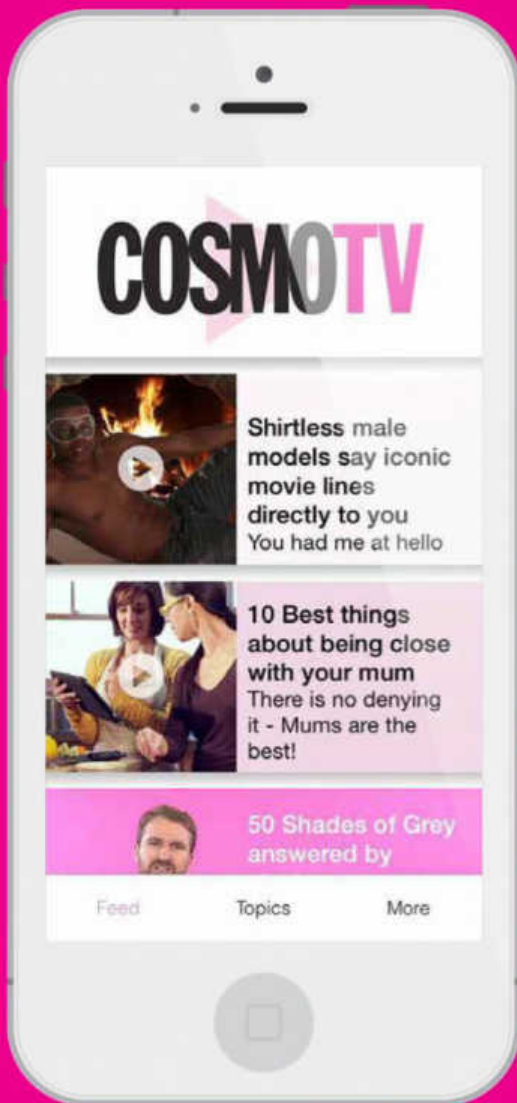 COSMOTV
Shirtless male
models say iconic
movie lines
directly to you
You had me at hello
10 Best things
about being close
with your mum
There is no denying
it - Mums are the
best!
50 Shades of Grey
answered by
Feed Topics More